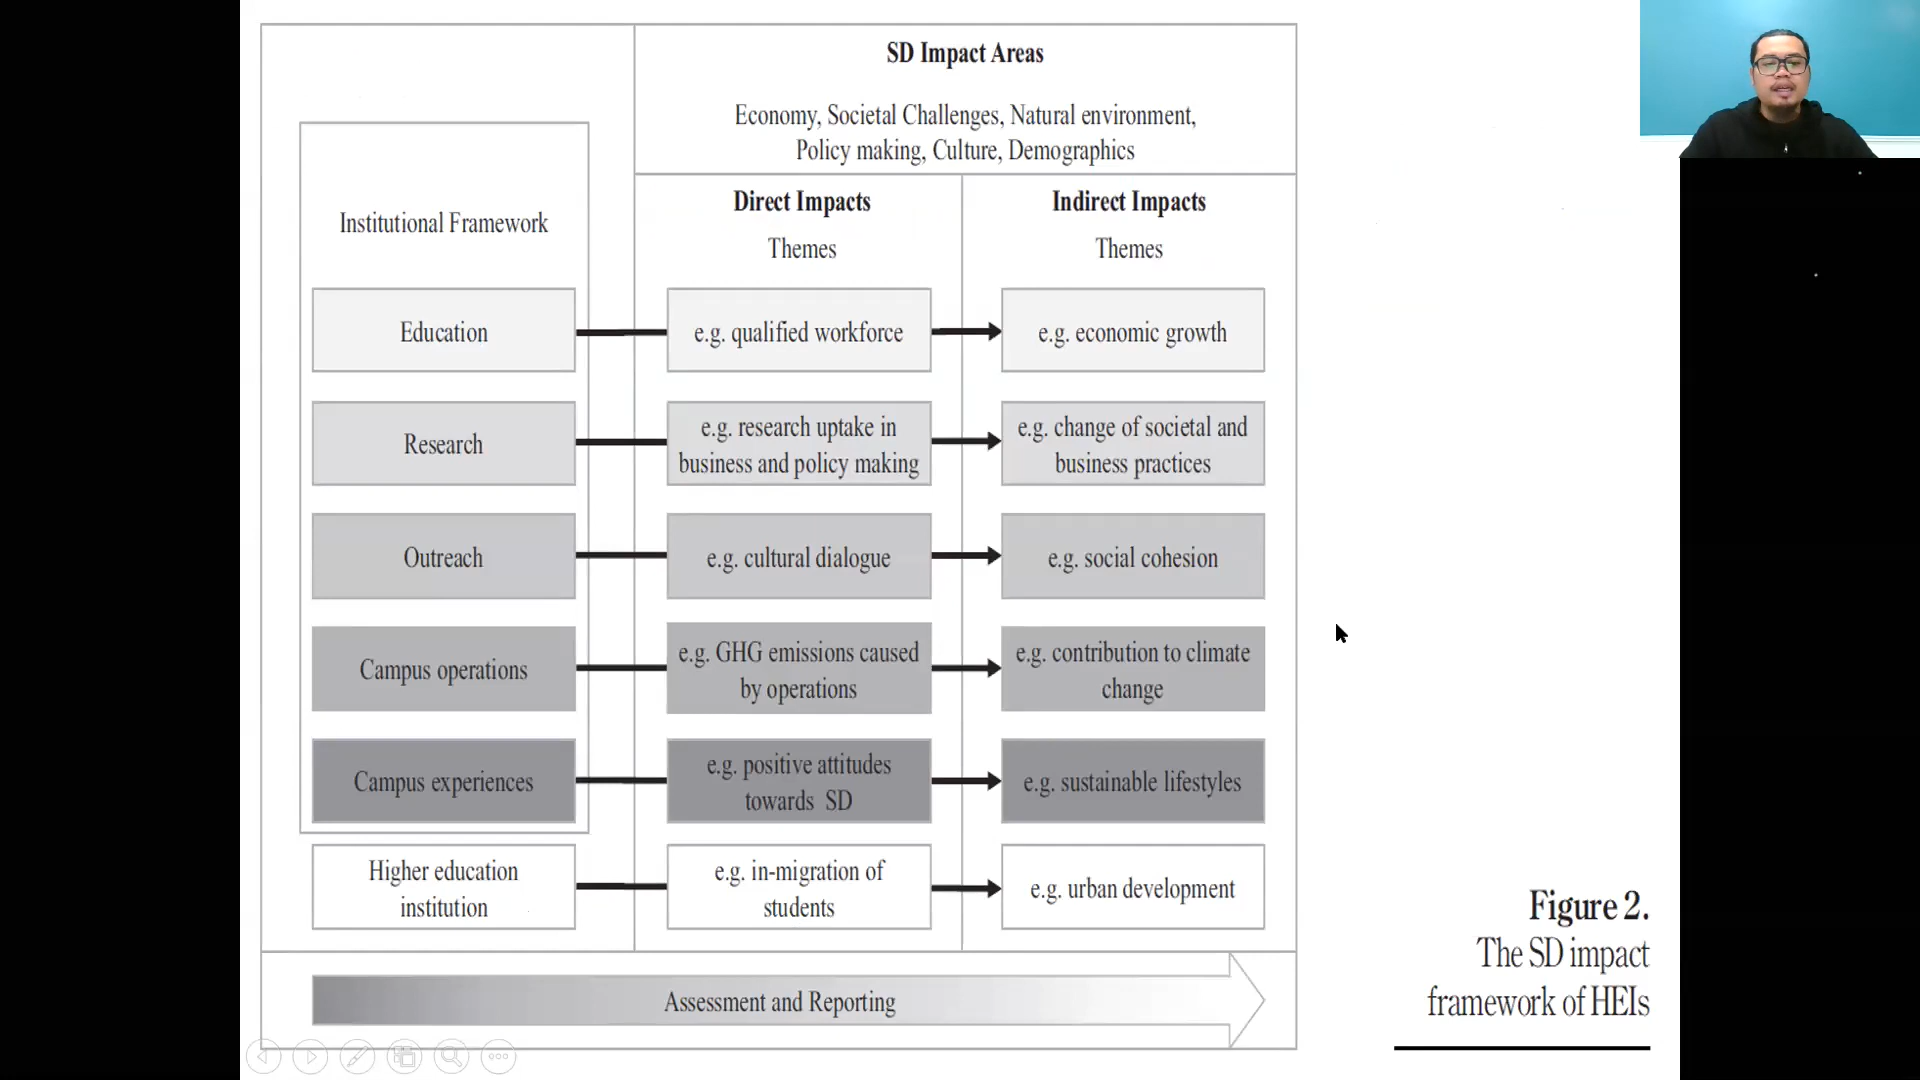 SD Impact Areas
Economy, Societal Challenges, Natural environment,
Policy making, Culture, Demographics
Institutional Framework
Direct Impacts
Themes
Indirect Impacts
Themes
Education
e.g. qualified workforce
e.g. economic growth
Research
e.g. research uptake in
business and policy making
e.g. change of societal and
business practices
Outreach
e.g. cultural dialogue
e.g. social cohesion
Campus operations
e.g. GHG emissions caused
by operations
e.g. contribution to climate
change
Campus experiences
e.g. positive attitudes
towards SD
e.g. sustainable lifestyles
Higher education
institution
e.g. in-migration of
students
e.g. urban development
Assessment and Reporting
Figure 2.
The SD impact
framework of HEIs